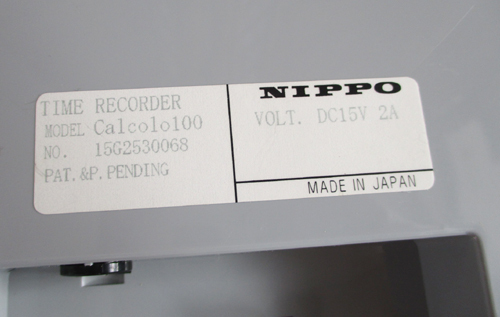 TIME RECORDER
MODEL Calcolo100
NO. 15G2530068
PAT.&P.PENDING
NIPPO
VOLT. DC15V 2A
MADE IN JAPAN